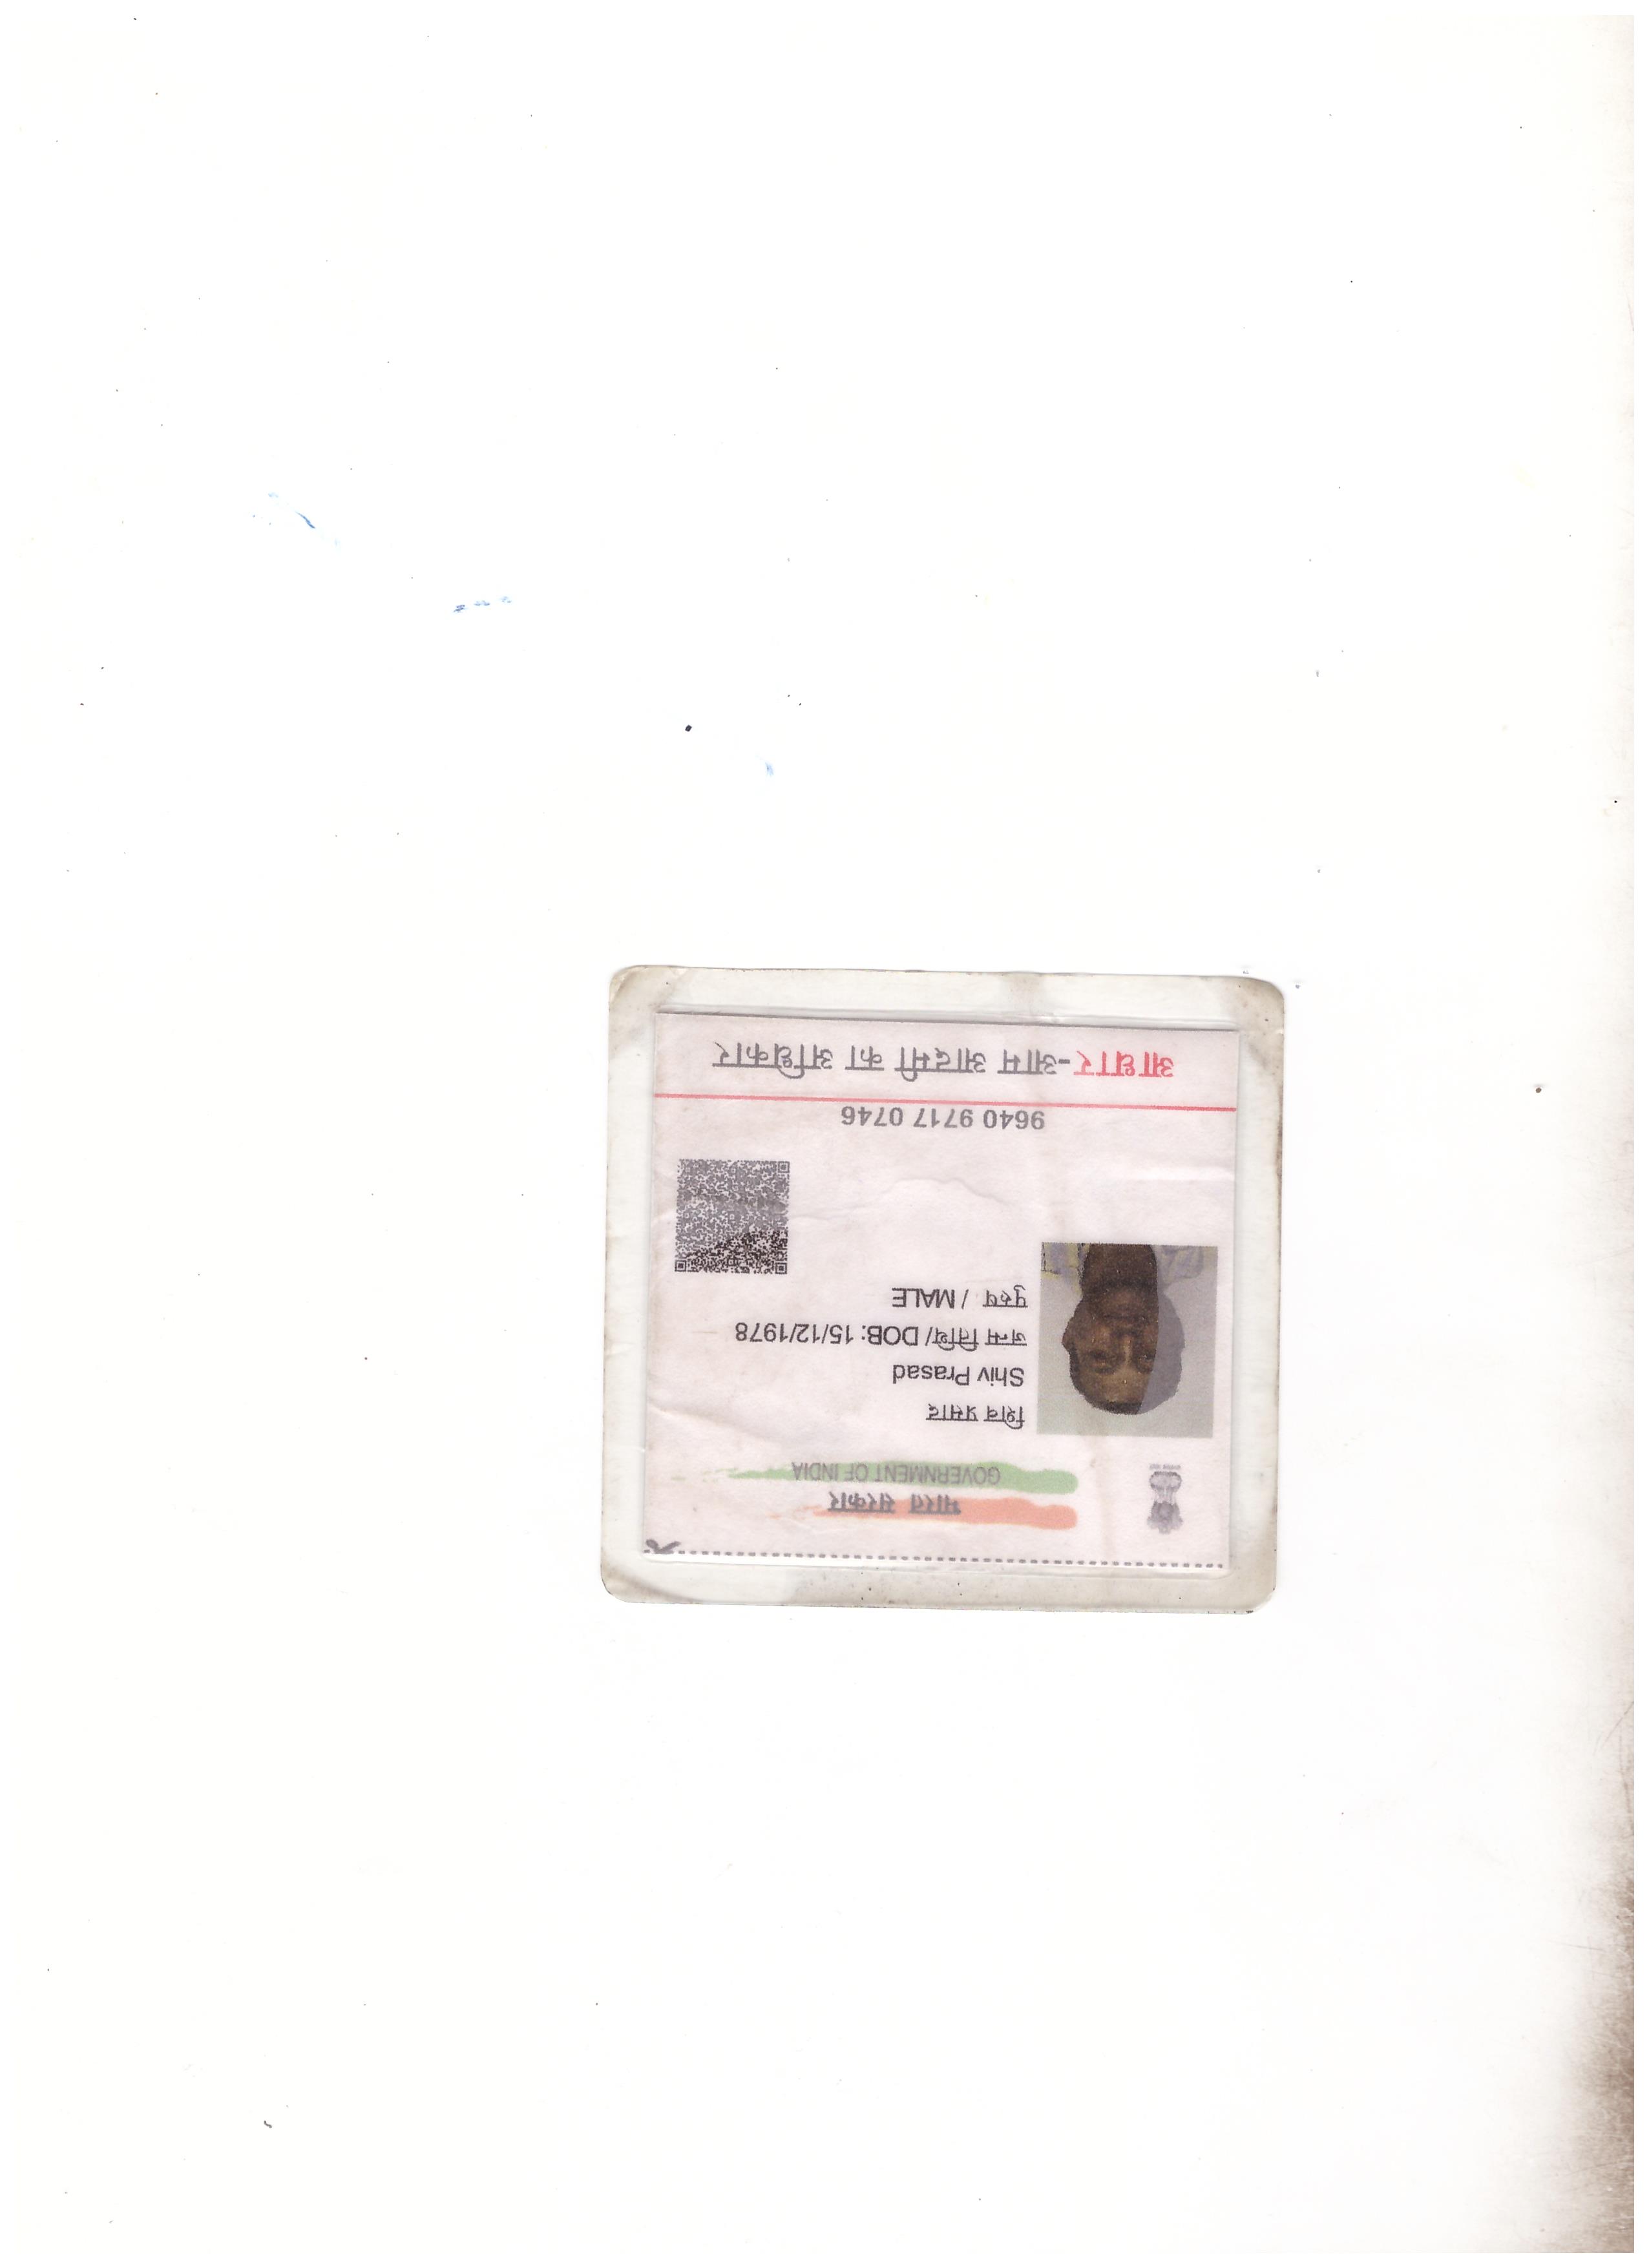 भारत सरकार
GOVERNMENT OF INDIA
शिव प्रसाद
Shiv Prasad
जन्म तिथि/ DOB: 15/12/1978
पुरुष / MALE
9640 9717 0746
आधार-आम आदमी का अधिकार